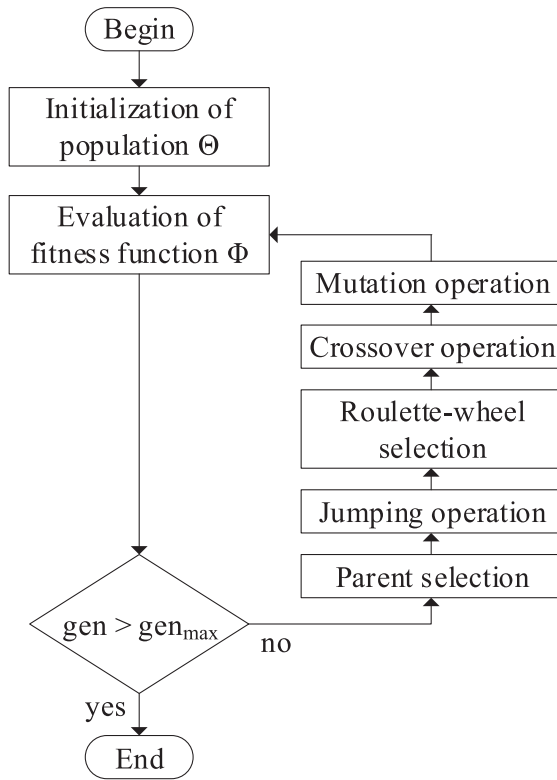 Begin
Initialization of
population Θ
Evaluation of
fitness function Φ
Mutation operation
Crossover operation
Roulette-wheel
selection
Jumping operation
Parent selection
gen > genmax
no
yes
End